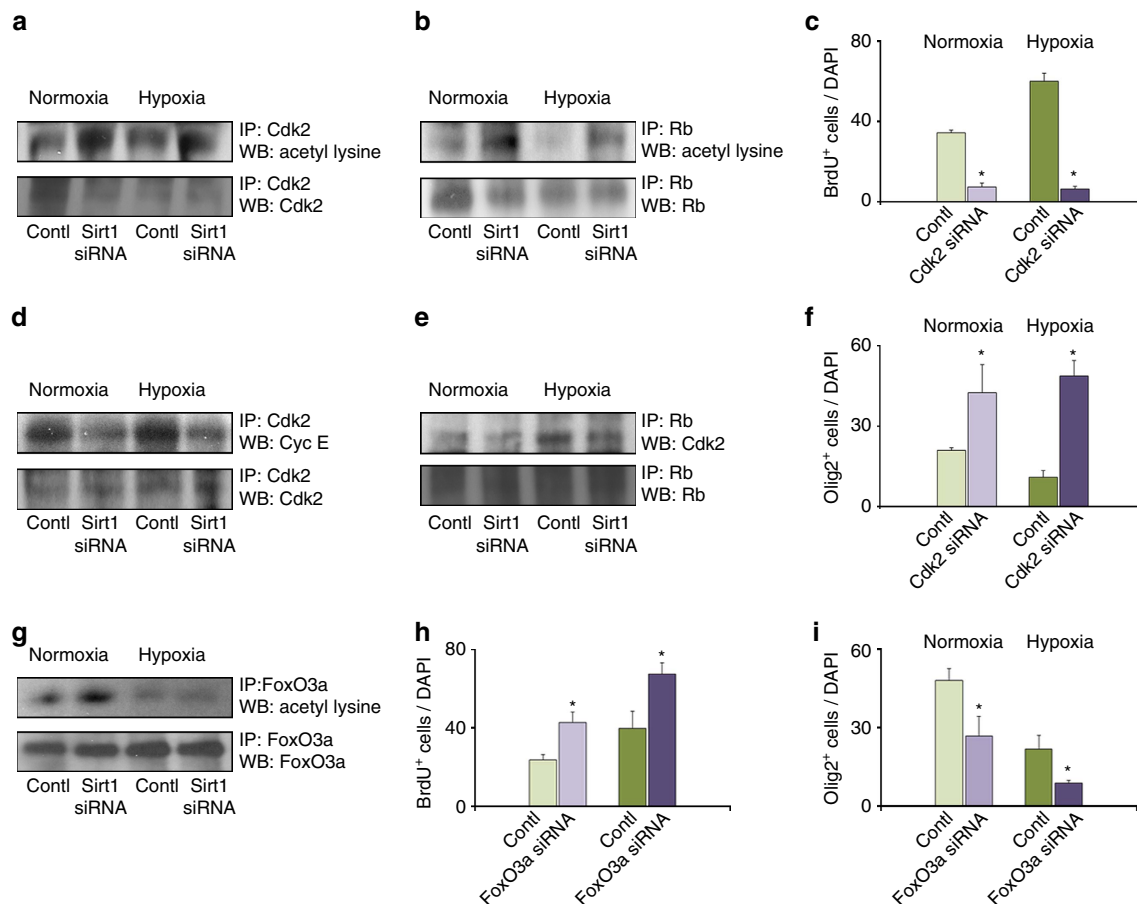 a
Normoxia Hypoxia
IP: Cdk2
WB: acetyl lysine
IP: Cdk2
WB: Cdk2
Contl Sirt1 Contl Sirt1
siRNA siRNA
b
Normoxia Hypoxia
IP: Rb
WB: acetyl lysine
IP: Rb
WB: Rb
Contl Sirt1 Contl Sirt1
siRNA siRNA
c
Normoxia Hypoxia
BrdU+ cells / DAPI
80
40
0
* *
Contl Cdk2 siRNA Contl Cdk2 siRNA
d
Normoxia Hypoxia
IP: Cdk2
WB: Cyc E
IP: Cdk2
WB: Cdk2
Contl Sirt1 Contl Sirt1
siRNA siRNA
e
Normoxia Hypoxia
IP: Rb
WB: Cdk2
IP: Rb
WB: Rb
Contl Sirt1 Contl Sirt1
siRNA siRNA
f
Normoxia Hypoxia
Olig2+ cells / DAPI
60
30
0
* *
Contl Cdk2 siRNA Contl Cdk2 siRNA
g
Normoxia Hypoxia
IP:FoxO3a
WB: acetyl lysine
IP: FoxO3a
WB: FoxO3a
Contl Sirt1 Contl Sirt1
siRNA siRNA
h
BrdU+ cells / DAPI
80
40
0
* *
Contl FoxO3a siRNA Contl FoxO3a siRNA
i
Normoxia Hypoxia
Olig2+ cells / DAPI
60
30
0
* *
Contl FoxO3a siRNA Contl FoxO3a siRNA